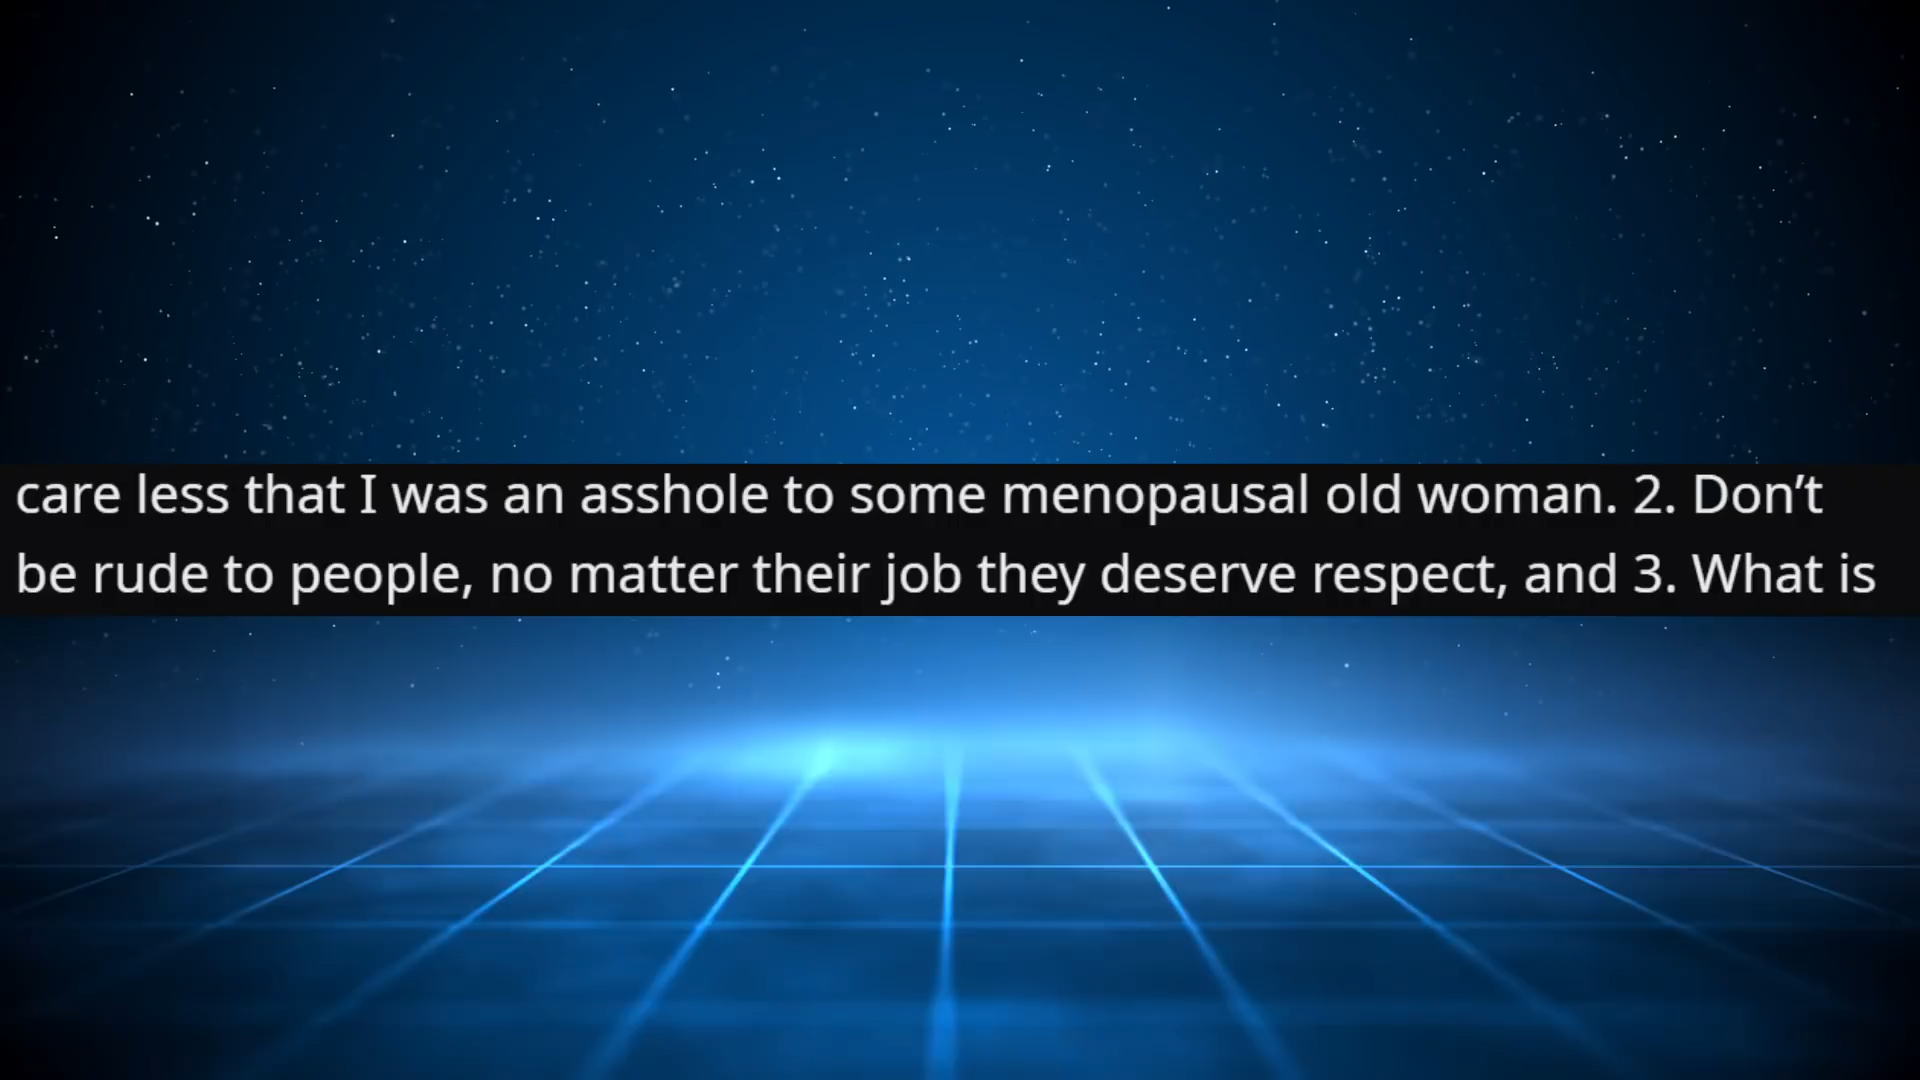 care less that I was an asshole to some menopausal old woman. 2. Don’t
be rude to people, no matter their job they deserve respect, and 3. What is